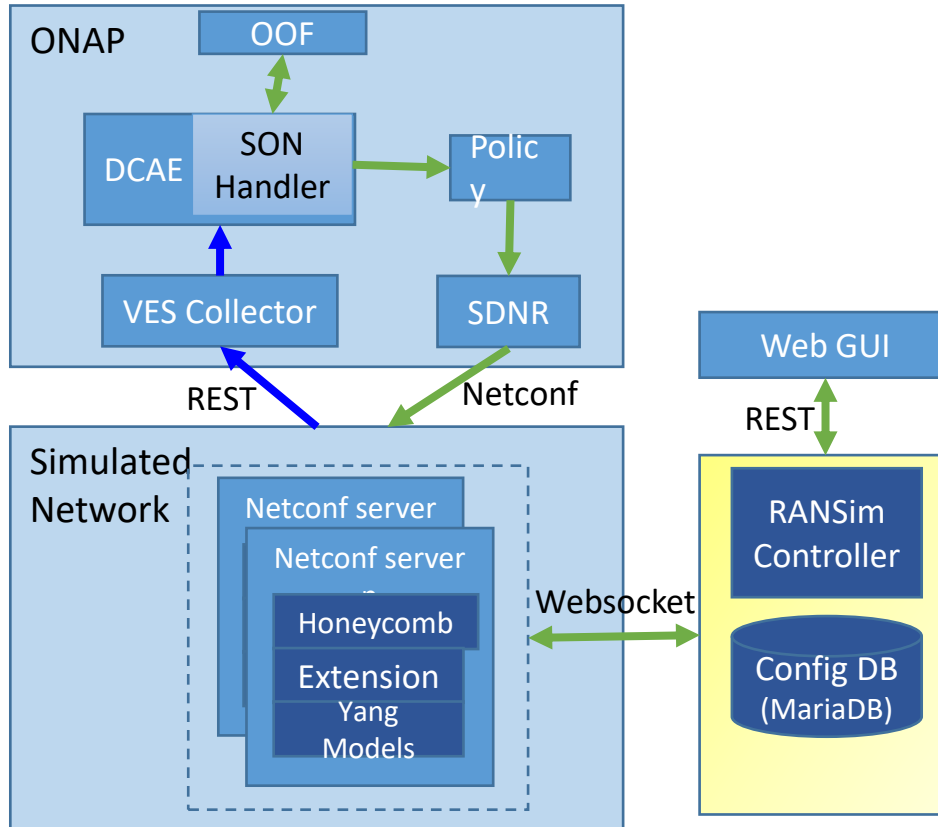 ONAP
OOF
DCAE
SON
Handler
Polic
y
VES Collector
SDNR
REST
Netconf
Web GUI
REST
Simulated
Network
Netconf server
Netconf server
n
Honeycomb
Extension
Yang
Models
Websocket
RANSim
Controller
Config DB
(MariaDB)